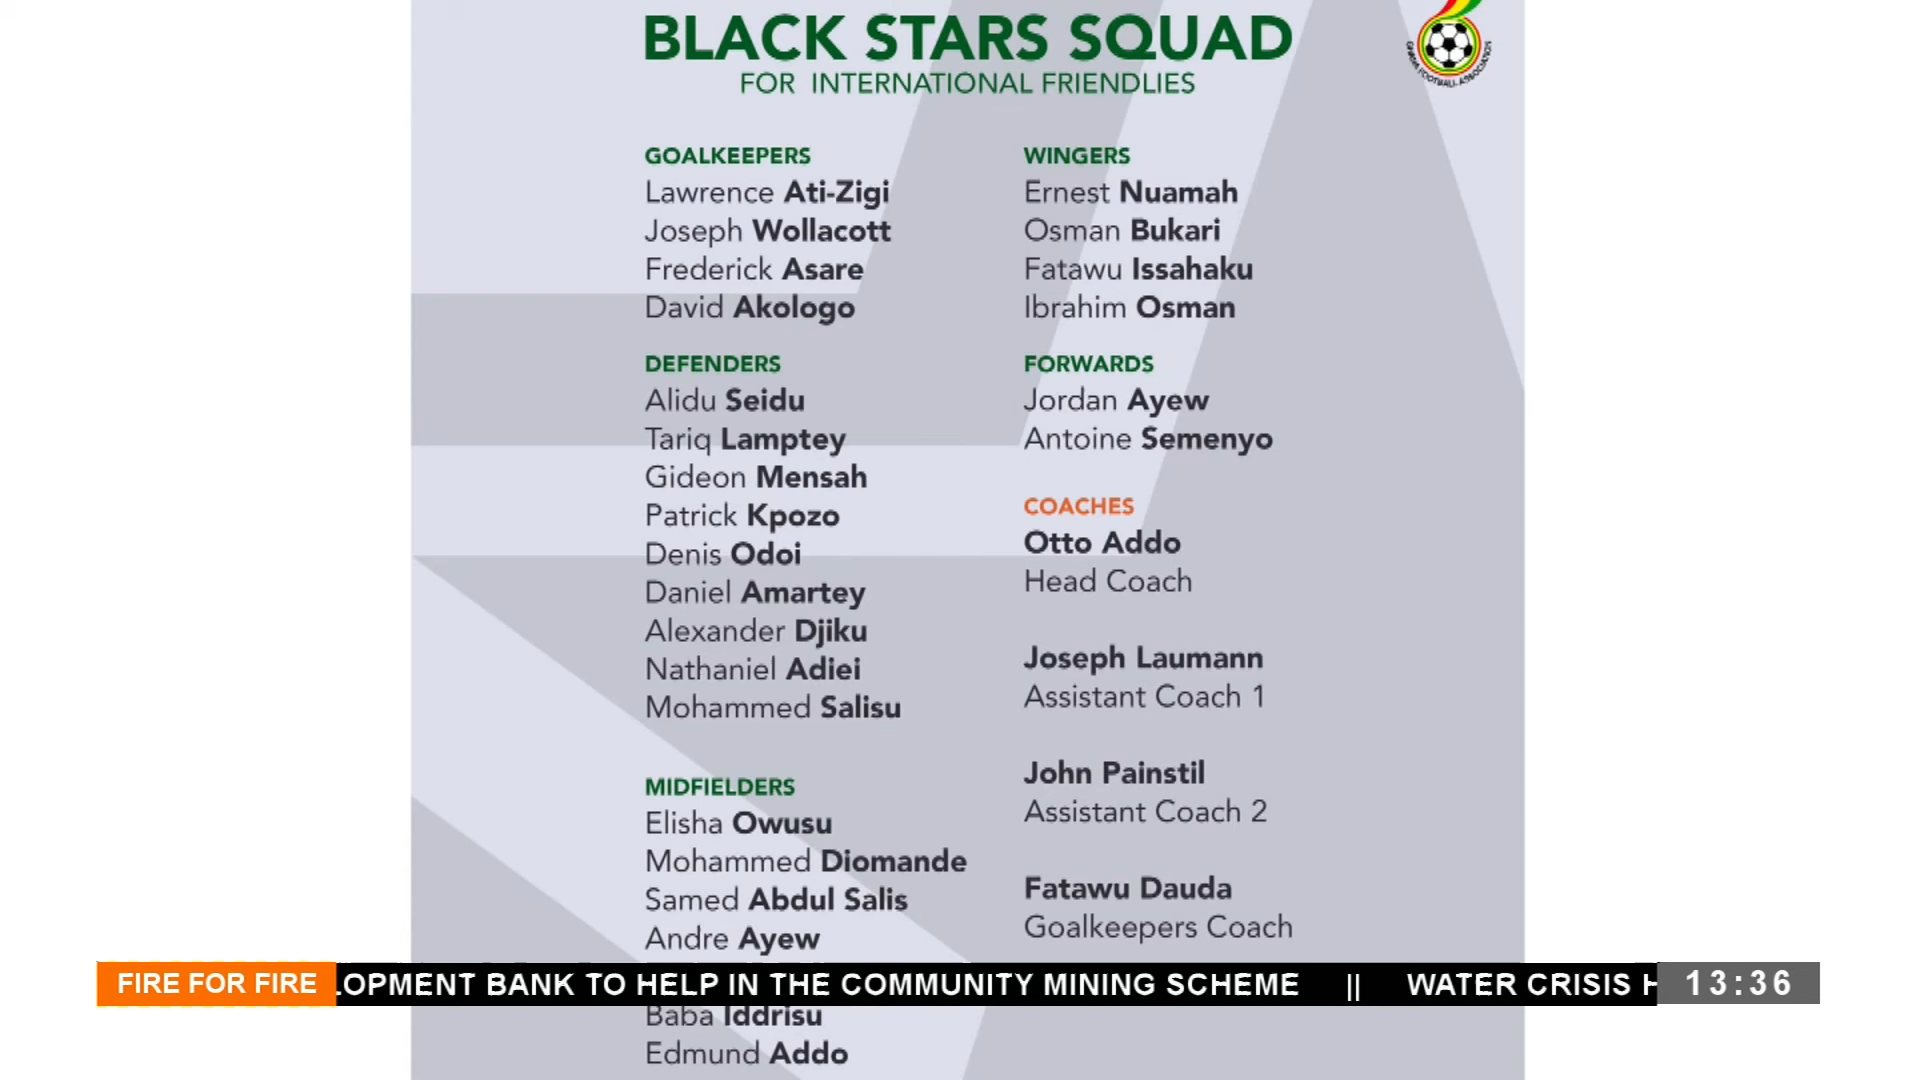 BLACK STARS SQUAD
FOR INTERNATIONAL FRIENDLIES
GHANA FOOTBALL ASSOCIATION
GOALKEEPERS
Lawrence Ati-Zigi
Joseph Wollacott
Frederick Asare
David Akologo
DEFENDERS
Alidu Seidu
Tariq Lamptey
Gideon Mensah
Patrick Kpozo
Denis Odoi
Daniel Amartey
Alexander Djiku
Nathaniel Adiei
Mohammed Salisu
MIDFIELDERS
Elisha Owusu
Mohammed Diomande
Samed Abdul Salis
Andre Ayew
Baba Iddrisu
Edmund Addo
WINGERS
Ernest Nuamah
Osman Bukari
Fatawu Issahaku
Ibrahim Osman
FORWARDS
Jordan Ayew
Antoine Semenyo
COACHES
Otto Addo
Head Coach
Joseph Laumann
Assistant Coach 1
John Painstil
Assistant Coach 2
Fatawu Dauda
Goalkeepers Coach
FIRE FOR FIRE LOPMENT BANK TO HELP IN THE COMMUNITY MINING SCHEME || WATER CRISIS H 13:36